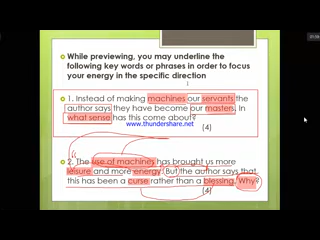 While previewing, you may underline the
following key words or phrases in order to focus
your energy in the specific direction
1. Instead of making machines our servants the
author says they have become our masters. In
what sense has this come about?
www.thundershare.net
(4)
2. The use of machines has brought us more
leisure and more energy. But the author says that
this has been a curse rather than a blessing. Why?
(4)